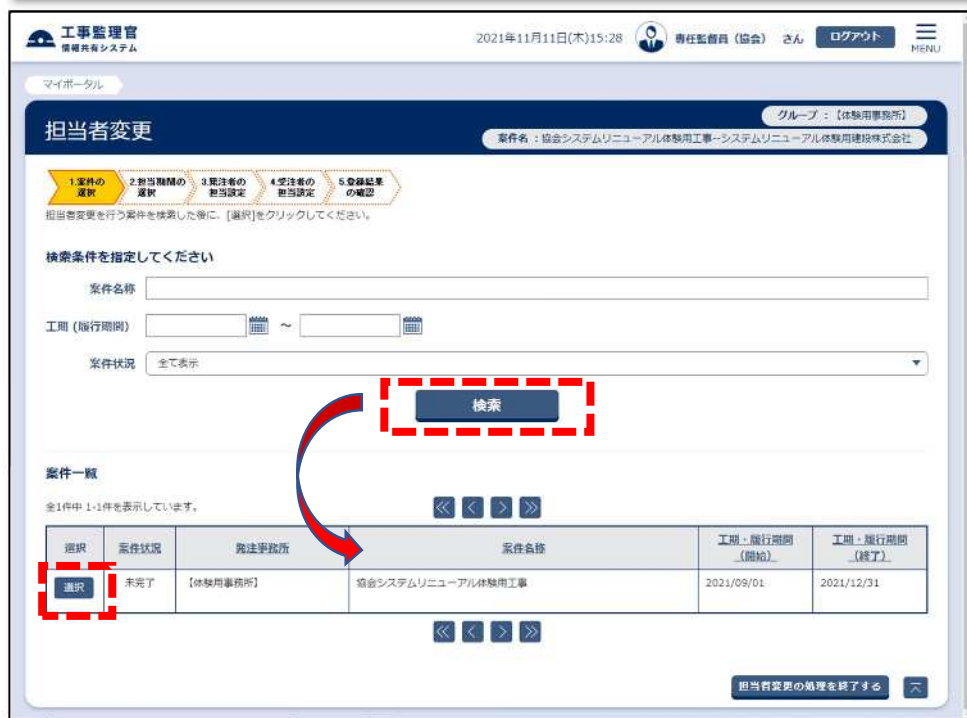 工事監理官
情報共有システム
2021年11月11日(木)15:28
専任監督員（協会） さん
ログアウト
MENU
マイポータル
担当者変更
グループ：【体験用事務所】
案件名：協会システムリニューアル体験用工事--システムリニューアル体験用建設株式会社
1.案件の
選択
2.担当期間の
選択
3.発注者の
担当設定
4.受注者の
担当設定
5.登録結果
の確認
担当者変更を行う案件を検索した後に、[選択]をクリックしてください。
検索条件を指定してください
案件名称
工期 (履行期間)
～
案件状況
全て表示
検索
案件一覧
全1件中 1-1件を表示しています。
選択
案件状況
発注事務所
案件名称
工期・履行期間
（開始）
工期・履行期間
（終了）
選択
未完了
【体験用事務所】
協会システムリニューアル体験用工事
2021/09/01
2021/12/31
担当者変更の処理を終了する